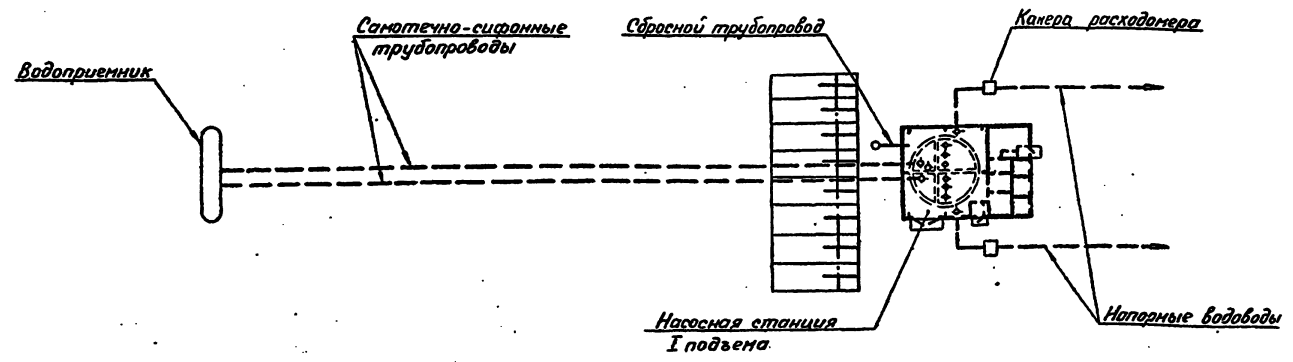 Водоприемник
Самотечно-сифонные
трубопроводы
Сбросной трубопровод
Камера расходомера
Насосная станция
I подъема
Напорные водоводы